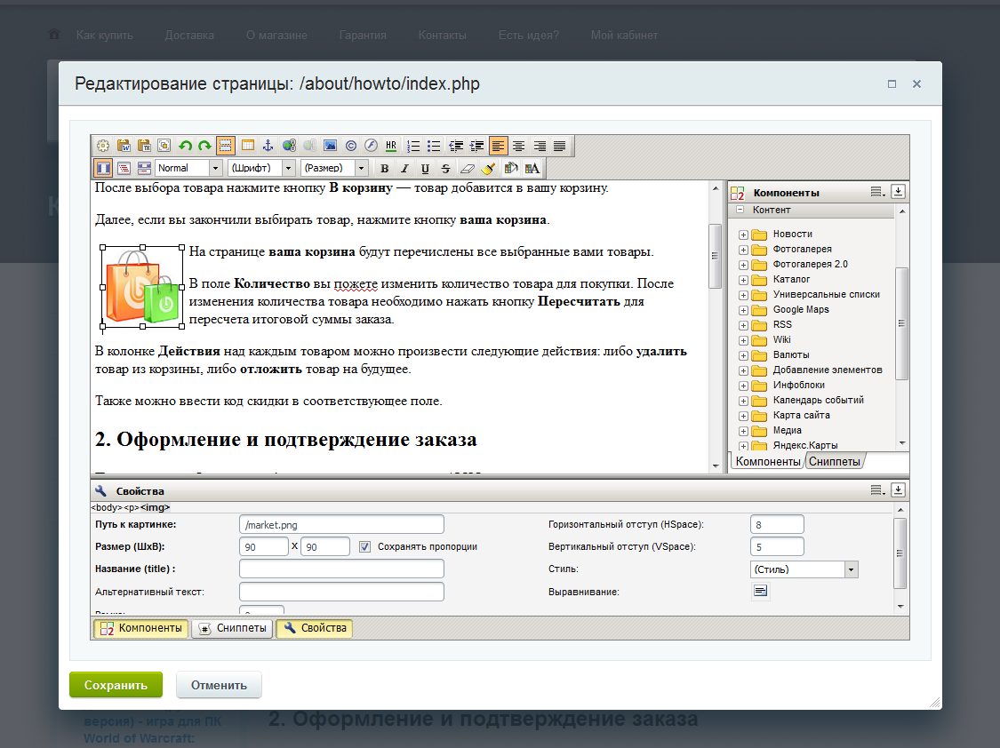 Как купить Доставка О магазине Гарантия Контакты Есть идея? Мой кабинет
Редактирование страницы: /about/howto/index.php
HR
Normal (Шрифт) (Размер) B I U S A
После выбора товара нажмите кнопку В корзину — товар добавится в вашу корзину.
Далее, если вы закончили выбирать товар, нажмите кнопку ваша корзина.
На странице ваша корзина будут перечислены все выбранные вами товары.
В поле Количество вы пожете изменить количество товара для покупки. После
изменения количества товара необходимо нажать кнопку Пересчитать для
пересчета итоговой суммы заказа.
В колонке Действия над каждым товаром можно произвести следующие действия: либо удалить
товар из корзины, либо отложить товар на будущее.
Также можно ввести код скидки в соответствующее поле.
2. Оформление и подтверждение заказа
Компоненты
Контент
Новости
Фотогалерея
Фотогалерея 2.0
Каталог
Универсальные списки
Google Maps
RSS
Wiki
Валюты
Добавление элементов
Инфоблоки
Календарь событий
Карта сайта
Медиа
Яндекс.Карты
Компоненты Сниппеты
Свойства
<body><p><img>
Путь к картинке: /market.png
Размер (ШxВ): 90 x 90 Сохранять пропорции
Название (title) :
Альтернативный текст:
Горизонтальный отступ (HSpace): 8
Вертикальный отступ (VSpace): 5
Стиль: (Стиль)
Выравнивание:
Компоненты Сниппеты Свойства
Сохранить Отменить
версия) - игра для ПК
World of Warcraft:
2. Оформление и подтверждение заказа